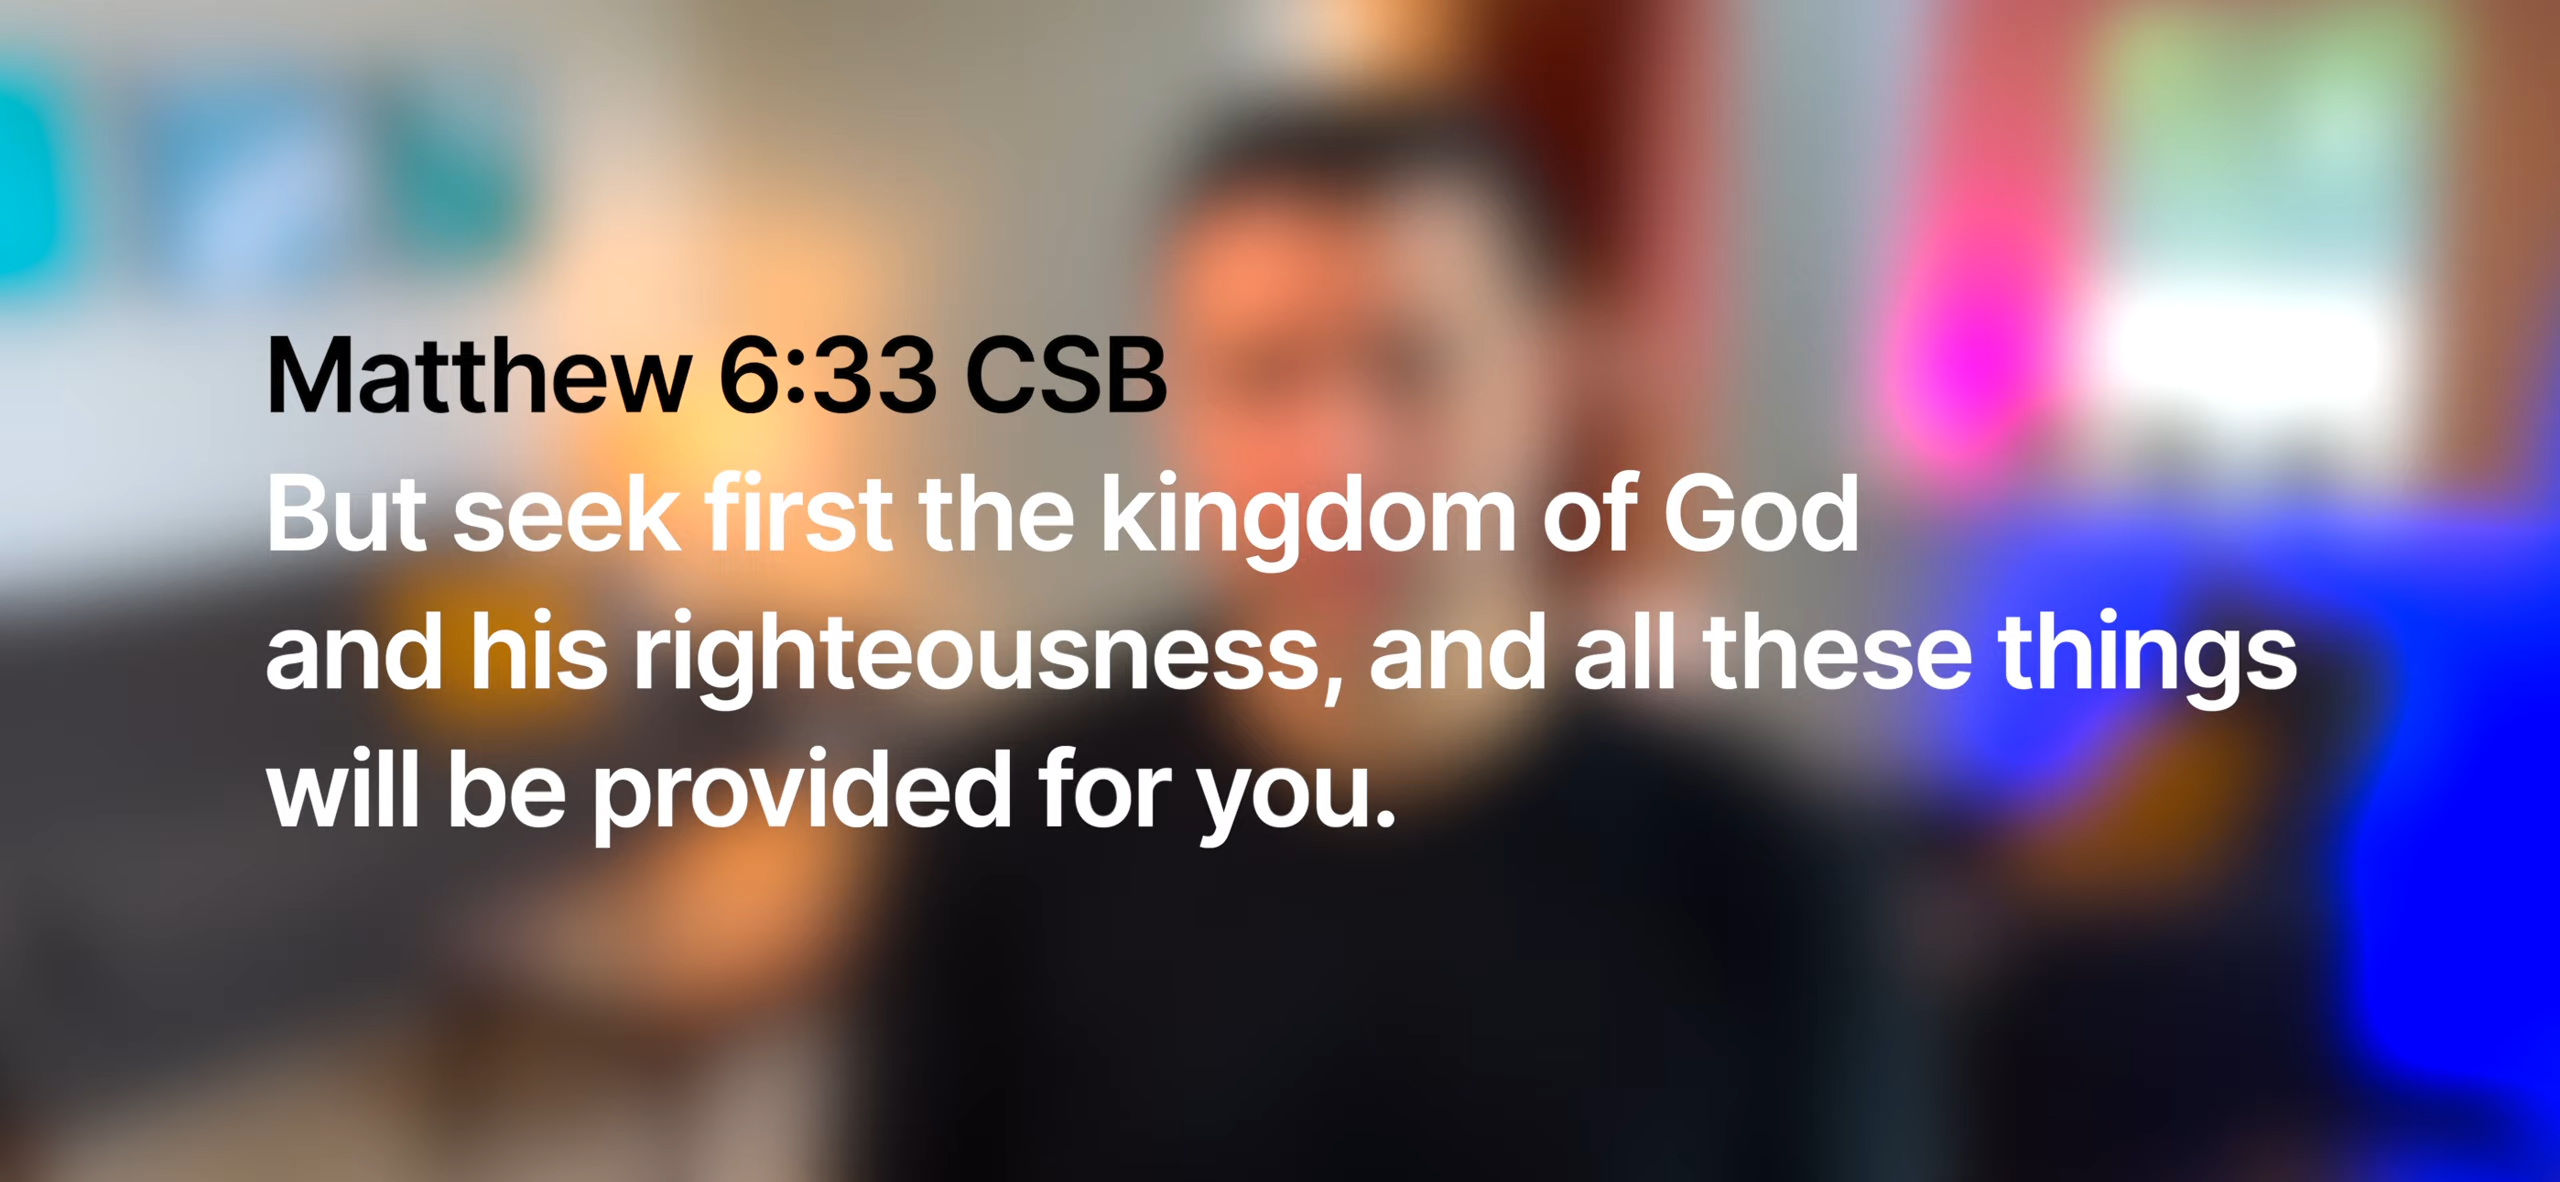 Matthew 6:33 CSB
But seek first the kingdom of God
and his righteousness, and all these things
will be provided for you.